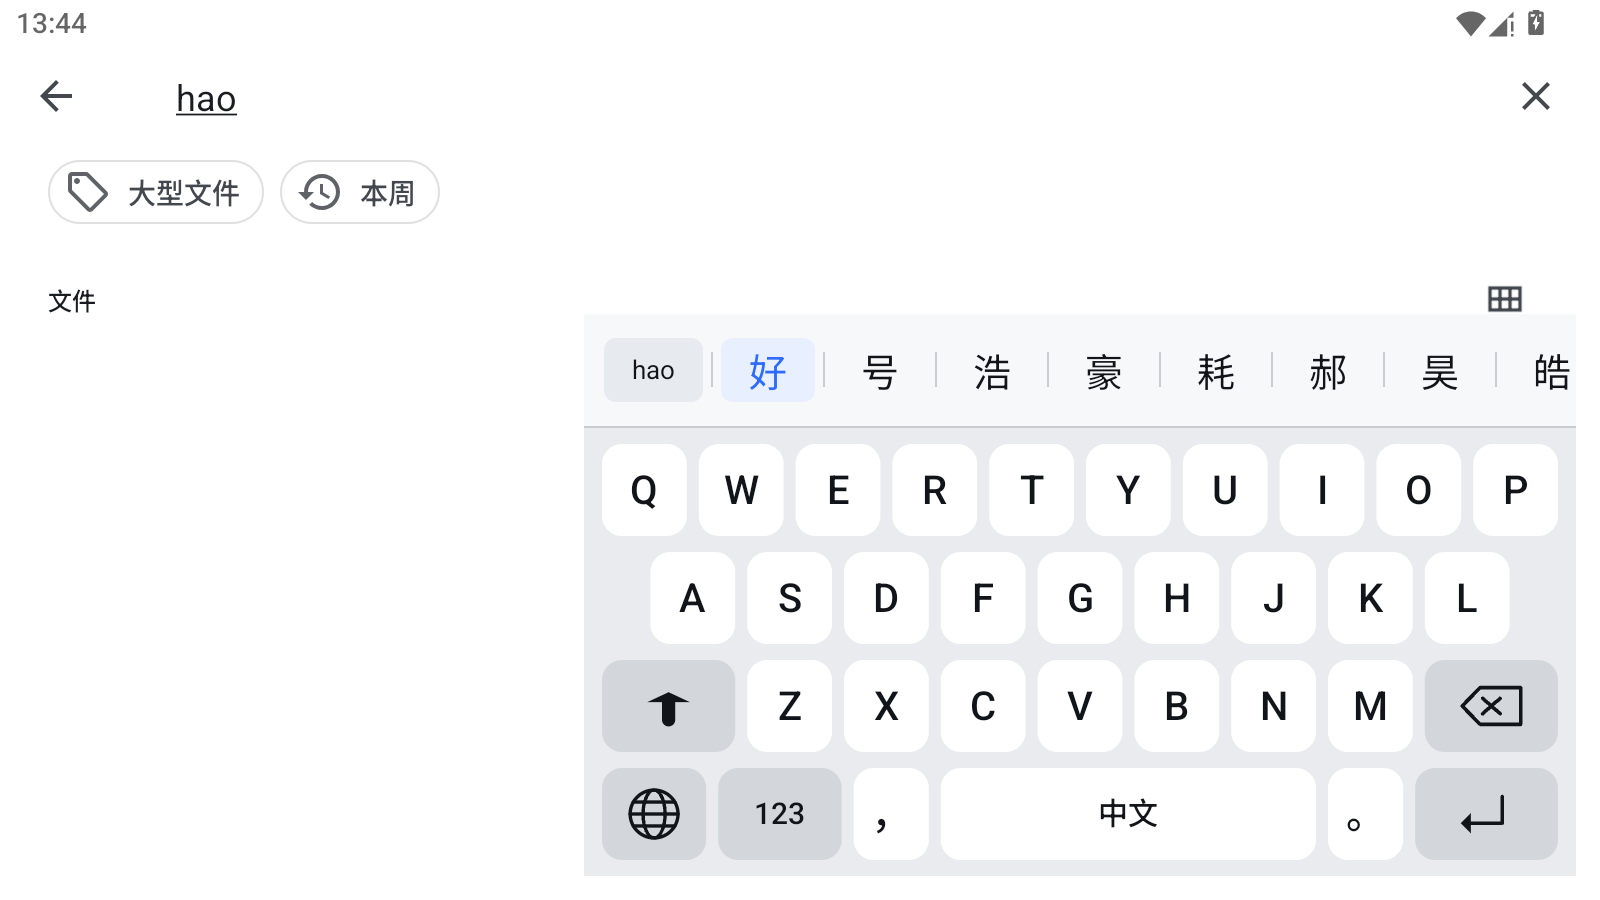 13:44
hao
大型文件 本周
文件
hao 好 号 浩 豪 耗 郝 昊 皓
Q W E R T Y U I O P
A S D F G H J K L
Z X C V B N M
123 ， 中文 。